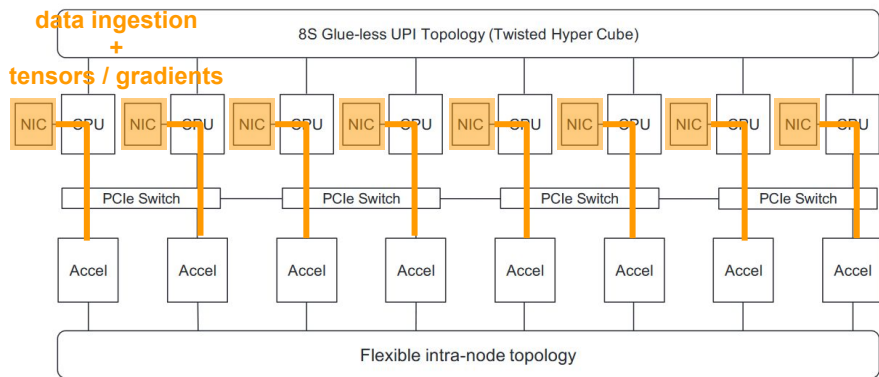 data ingestion
+
tensors / gradients
8S Glue-less UPI Topology (Twisted Hyper Cube)
NIC CPU NIC CPU NIC CPU NIC CPU NIC CPU NIC CPU NIC CPU NIC CPU
PCIe Switch PCIe Switch PCIe Switch PCIe Switch
Accel Accel Accel Accel Accel Accel Accel Accel
Flexible intra-node topology